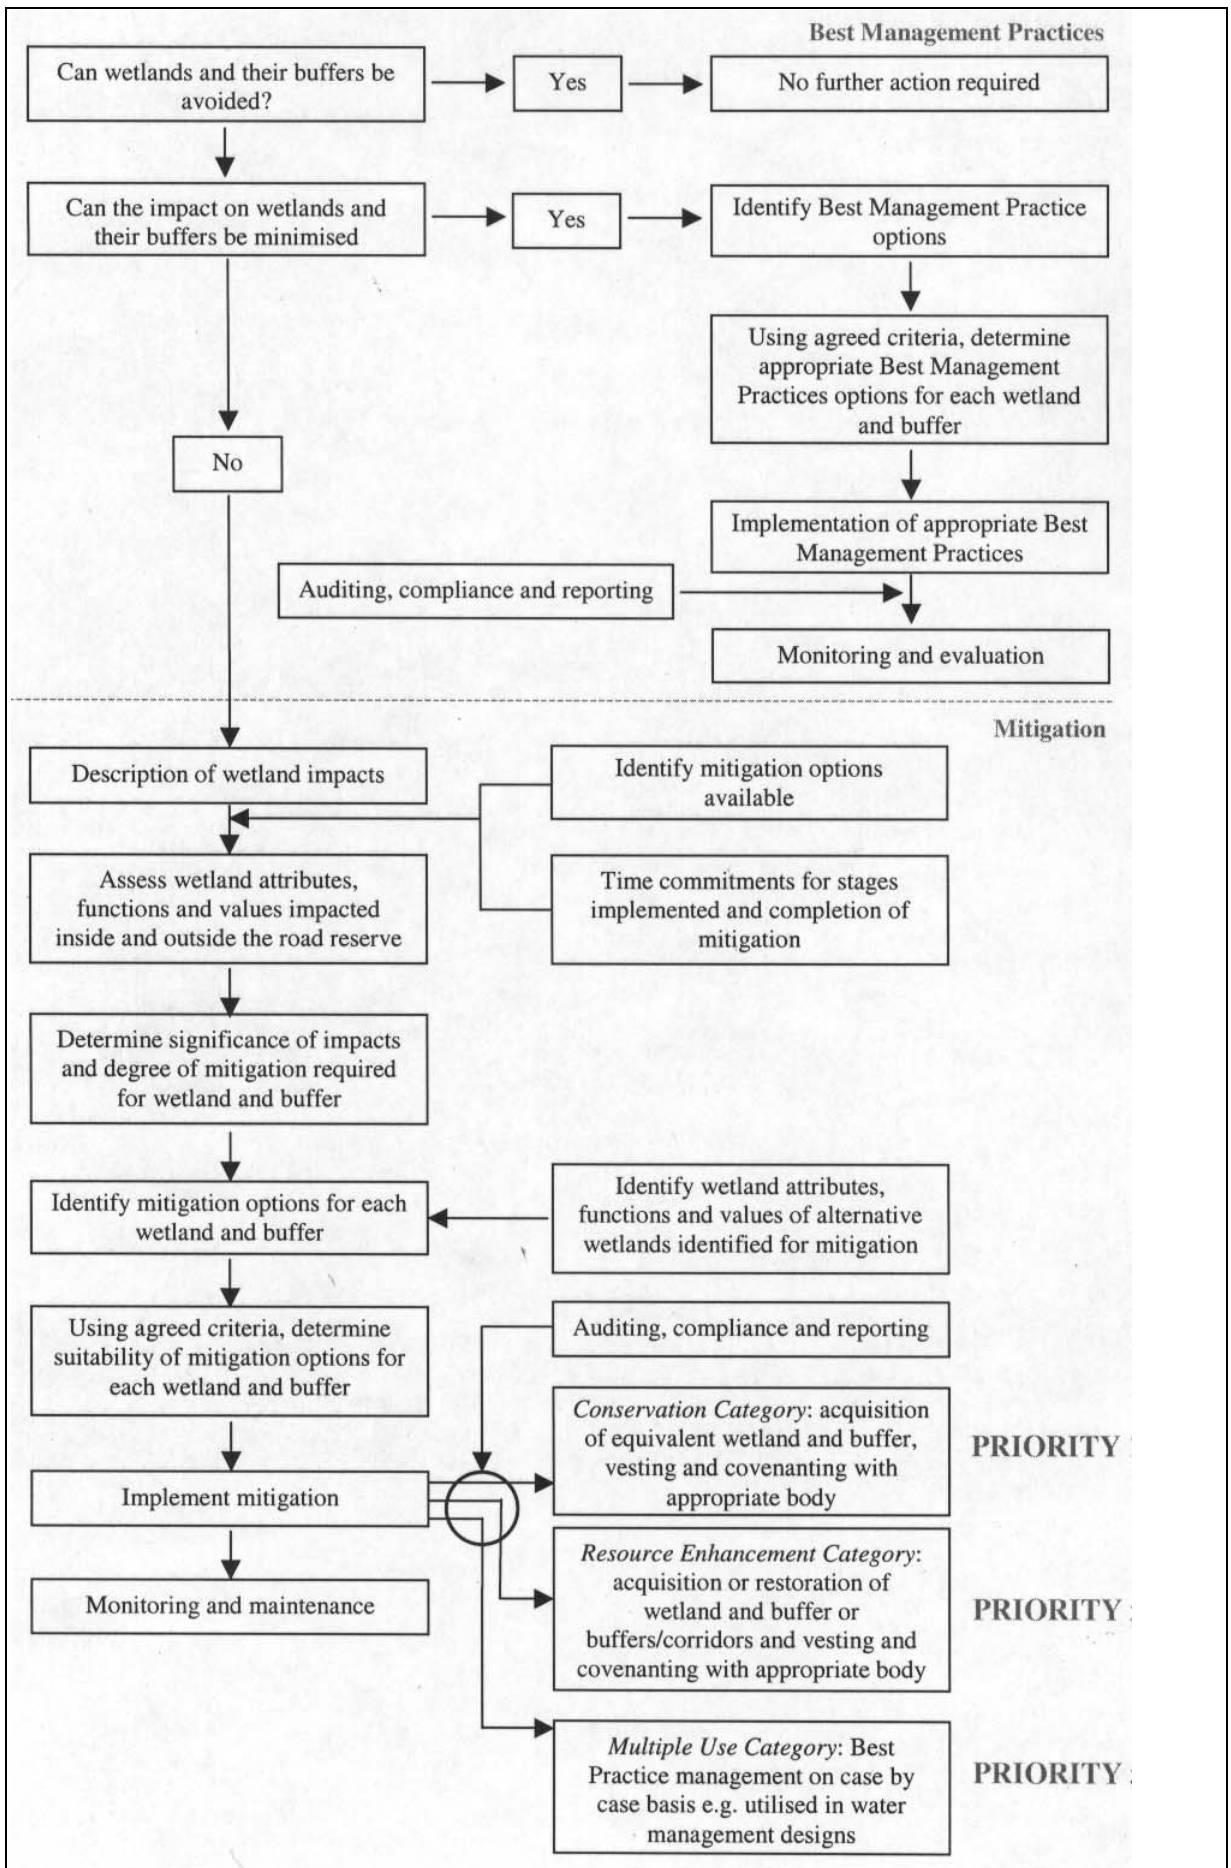 Best Management Practices
Can wetlands and their buffers be
avoided?
Yes
No further action required
Can the impact on wetlands and
their buffers be minimised
Yes
Identify Best Management Practice
options
Using agreed criteria, determine
appropriate Best Management
Practices options for each wetland
and buffer
No
Implementation of appropriate Best
Management Practices
Auditing, compliance and reporting
Monitoring and evaluation
Mitigation
Description of wetland impacts
Identify mitigation options
available
Assess wetland attributes,
functions and values impacted
inside and outside the road reserve
Time commitments for stages
implemented and completion of
mitigation
Determine significance of impacts
and degree of mitigation required
for wetland and buffer
Identify mitigation options for each
wetland and buffer
Identify wetland attributes,
functions and values of alternative
wetlands identified for mitigation
Using agreed criteria, determine
suitability of mitigation options for
each wetland and buffer
Auditing, compliance and reporting
Conservation Category: acquisition
of equivalent wetland and buffer,
vesting and covenanting with
appropriate body
PRIORITY
Implement mitigation
Resource Enhancement Category:
acquisition or restoration of
wetland and buffer or
buffers/corridors and vesting and
covenanting with appropriate body
PRIORITY
Monitoring and maintenance
Multiple Use Category: Best
Practice management on case by
case basis e.g. utilised in water
management designs
PRIORITY